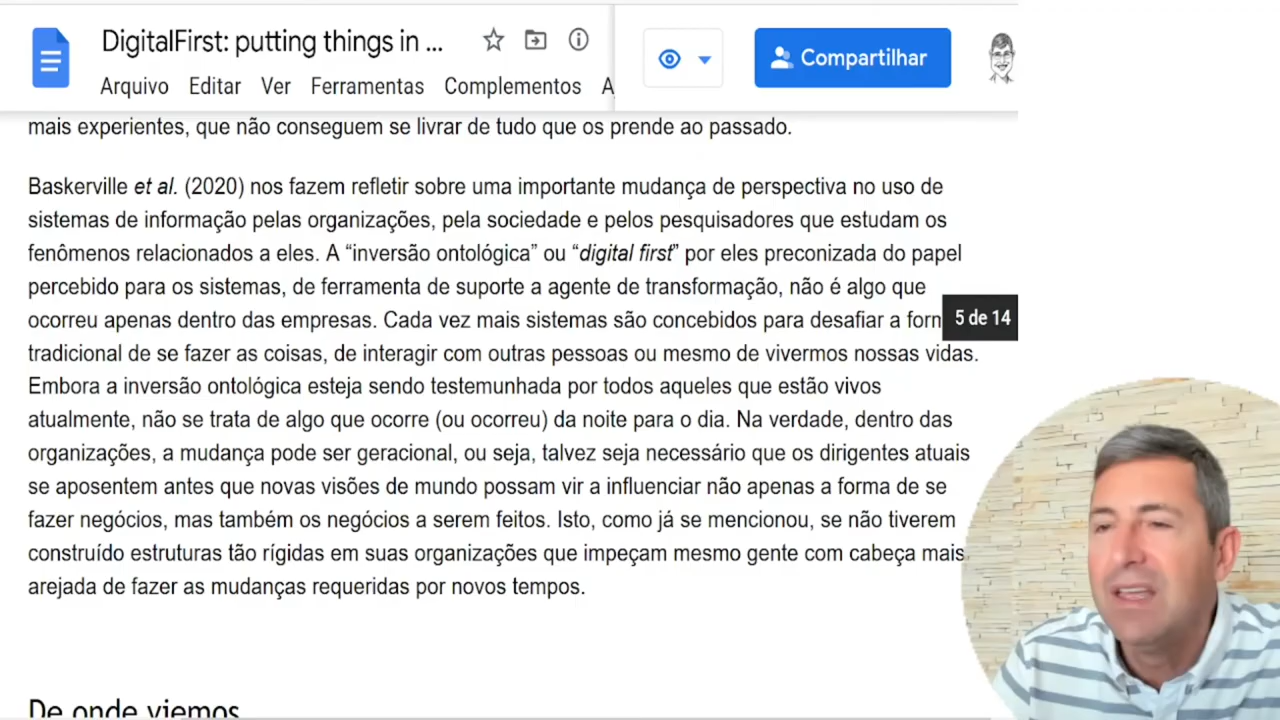 DigitalFirst: putting things in ...
Compartilhar
Arquivo Editar Ver Ferramentas Complementos A
mais experientes, que não conseguem se livrar de tudo que os prende ao passado.
Baskerville et al. (2020) nos fazem refletir sobre uma importante mudança de perspectiva no uso de
sistemas de informação pelas organizações, pela sociedade e pelos pesquisadores que estudam os
fenômenos relacionados a eles. A “inversão ontológica” ou “digital first” por eles preconizada do papel
percebido para os sistemas, de ferramenta de suporte a agente de transformação, não é algo que
ocorreu apenas dentro das empresas. Cada vez mais sistemas são concebidos para desafiar a form
5 de 14
tradicional de se fazer as coisas, de interagir com outras pessoas ou mesmo de vivermos nossas vidas.
Embora a inversão ontológica esteja sendo testemunhada por todos aqueles que estão vivos
atualmente, não se trata de algo que ocorre (ou ocorreu) da noite para o dia. Na verdade, dentro das
organizações, a mudança pode ser geracional, ou seja, talvez seja necessário que os dirigentes atuais
se aposentem antes que novas visões de mundo possam vir a influenciar não apenas a forma de se
fazer negócios, mas também os negócios a serem feitos. Isto, como já se mencionou, se não tiverem
construído estruturas tão rígidas em suas organizações que impeçam mesmo gente com cabeça mais
arejada de fazer as mudanças requeridas por novos tempos.
De onde viemos